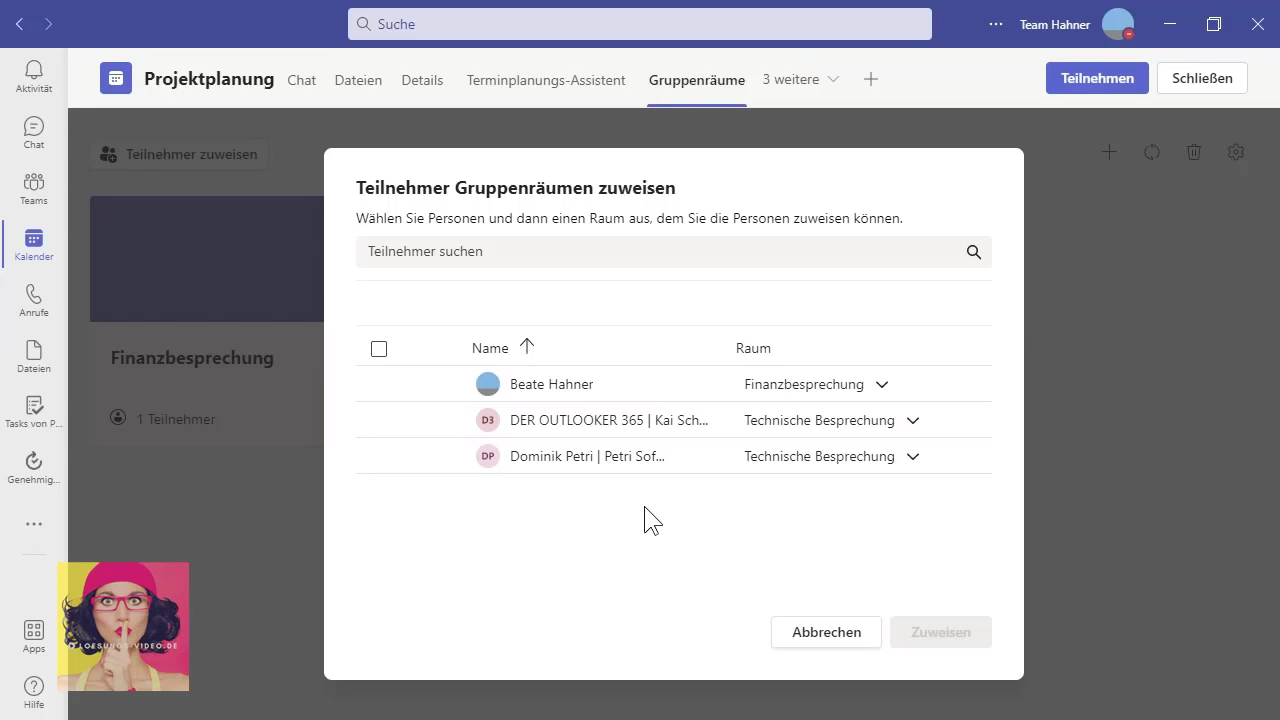 Suche
Team Hahner
Aktivität
Chat
Teams
Kalender
Anrufe
Dateien
Tasks von P...
Genehmig...
Apps
Hilfe
Projektplanung
Chat
Dateien
Details
Terminplanungs-Assistent
Gruppenräume
3 weitere
Teilnehmen
Schließen
Teilnehmer zuweisen
Finanzbesprechung
1 Teilnehmer
Teilnehmer Gruppenräumen zuweisen
Wählen Sie Personen und dann einen Raum aus, dem Sie die Personen zuweisen können.
Teilnehmer suchen
Name Raum
Beate Hahner Finanzbesprechung
D3 DER OUTLOOKER 365 | Kai Sch... Technische Besprechung
DP Dominik Petri | Petri Sof... Technische Besprechung
Abbrechen Zuweisen
LOESUNGS-VIDEO.DE